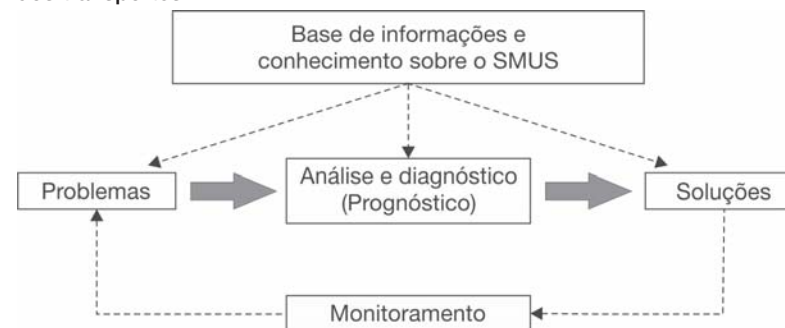 Base de informações e
conhecimento sobre o SMUS
Problemas
Análise e diagnóstico
(Prognóstico)
Soluções
Monitoramento